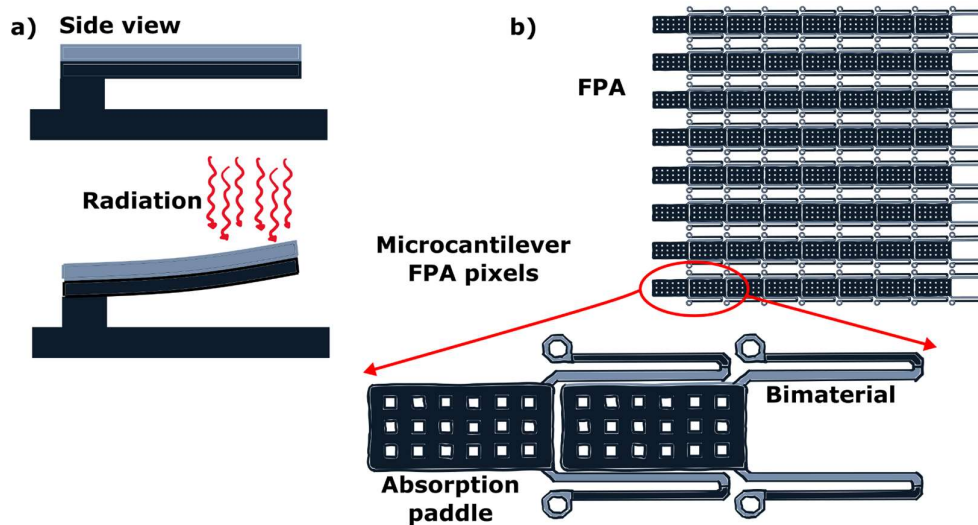 a) Side view
Radiation
b)
FPA
Microcantilever
FPA pixels
Bimaterial
Absorption
paddle